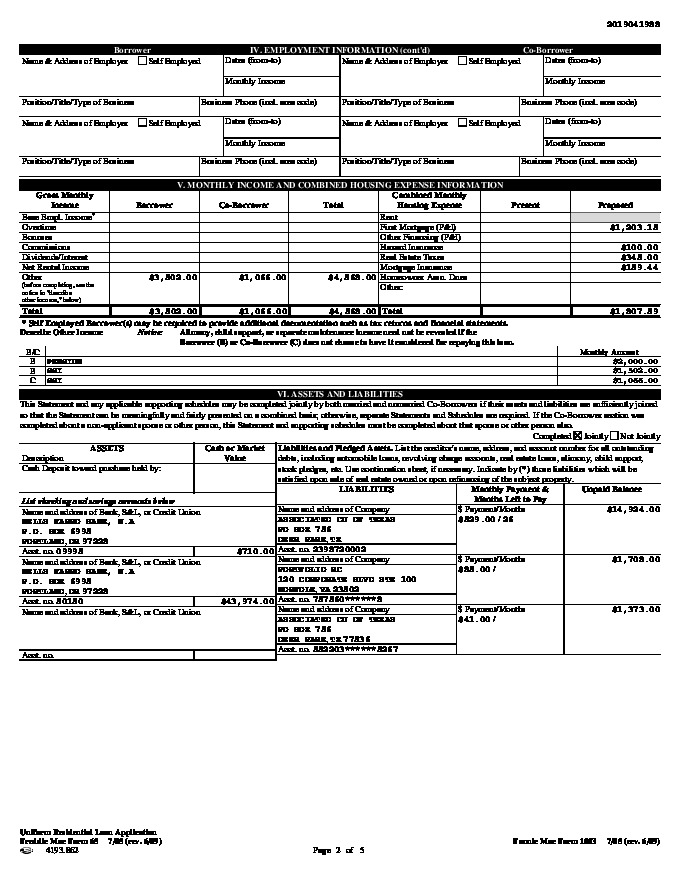 2019041988
Borrower IV. EMPLOYMENT INFORMATION (cont'd) Co-Borrower
Name & Address of Employer Self Employed Dates (from-to) Name & Address of Employer Self Employed Dates (from-to)
Monthly Income Monthly Income
Position/Title/Type of Business Business Phone (incl. area code) Position/Title/Type of Business Business Phone (incl. area code)
Name & Address of Employer Self Employed Dates (from-to) Name & Address of Employer Self Employed Dates (from-to)
Monthly Income Monthly Income
Position/Title/Type of Business Business Phone (incl. area code) Position/Title/Type of Business Business Phone (incl. area code)
V. MONTHLY INCOME AND COMBINED HOUSING EXPENSE INFORMATION
Gross Monthly Income Borrower Co-Borrower Total Combined Monthly Housing Expense Present Proposed
Base Empl. Income* Rent
Overtime First Mortgage (P&I) $1,203.18
Bonuses Other Financing (P&I)
Commissions Hazard Insurance $100.00
Dividends/Interest Real Estate Taxes $345.00
Net Rental Income Mortgage Insurance $159.44
Other $3,802.00 $1,066.00 $4,868.00 Homeowner Assn. Dues
(before completing, see the notice in "describe other income," below) Other:
Total $3,802.00 $1,066.00 $4,868.00 Total $1,807.59
* Self Employed Borrower(s) may be required to provide additional documentation such as tax returns and financial statements.
Describe Other Income Notice: Alimony, child support, or separate maintenance income need not be revealed if the
Borrower (B) or Co-Borrower (C) does not choose to have it considered for repaying this loan.
B/C Monthly Amount
B PENSION $2,000.00
B $1,802.00
C $1,066.00
VI. ASSETS AND LIABILITIES
This Statement and any applicable supporting schedules may be completed jointly by both married and unmarried Co-Borrowers if their assets and liabilities are sufficiently joined
so that the Statement can be meaningfully and fairly presented on a combined basis; otherwise, separate Statements and Schedules are required. If the Co-Borrower section was
completed about a non-applicant spouse or other person, this Statement and supporting schedules must be completed about that spouse or other person also.
Completed Jointly Not Jointly
ASSETS Cash or Market Value
Description
Cash Deposit toward purchase held by:
Liabilities and Pledged Assets. List the creditor's name, address, and account number for all outstanding
debts, including automobile loans, revolving charge accounts, real estate loans, alimony, child support,
stock pledges, etc. Use continuation sheet, if necessary. Indicate by (*) those liabilities which will be
satisfied upon sale of real estate owned or upon refinancing of the subject property.
LIABILITIES Monthly Payment & Months Left to Pay Unpaid Balance
List checking and savings accounts below
Name and address of Bank, S&L, or Credit Union
WELLS FARGO BANK, N.A
P.O. BOX 6995
PORTLAND, OR 97228
Acct. no. 09998 $710.00
Name and address of Company $ Payment/Months $14,924.00
ASSOCIATED CU OF TEXAS $829.00 / 26
PO BOX 786
DEER PARK, TX
Acct. no. 2398720002
Name and address of Bank, S&L, or Credit Union
WELLS FARGO BANK, N.A
P.O. BOX 6995
PORTLAND, OR 97228
Acct. no. 80180 $43,974.00
Name and address of Company $ Payment/Months $1,708.00
PORTFOLIO RC $88.00 /
120 CORPORATE BLVD STE 100
NORFOLK, VA 23502
Acct. no. 787860******8
Name and address of Bank, S&L, or Credit Union
Acct. no.
Name and address of Company $ Payment/Months $1,373.00
ASSOCIATED CU OF TEXAS $41.00 /
PO BOX 786
DEER PARK, TX 77536
Acct. no. 882203******8267
Uniform Residential Loan Application
Freddie Mac Form 65 7/05 (rev. 6/09) Fannie Mae Form 1003 7/05 (rev. 6/09)
4193.862 Page 2 of 5